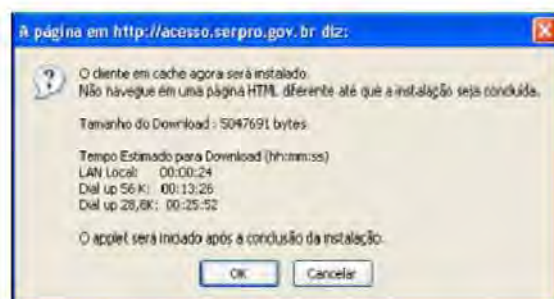 A página em http://acesso.serpro.gov.br diz:
O cliente em cache agora será instalado.
Não navegue em uma página HTML diferente até que a instalação seja concluída.
Tamanho do Download : 5047691 bytes
Tempo Estimado para Download (hh:mm:ss)
LAN Local: 00:00:24
Dial up 56 K: 00:13:26
Dial up 28,8K: 00:25:52
O applet será iniciado após a conclusão da instalação.
OK
Cancelar